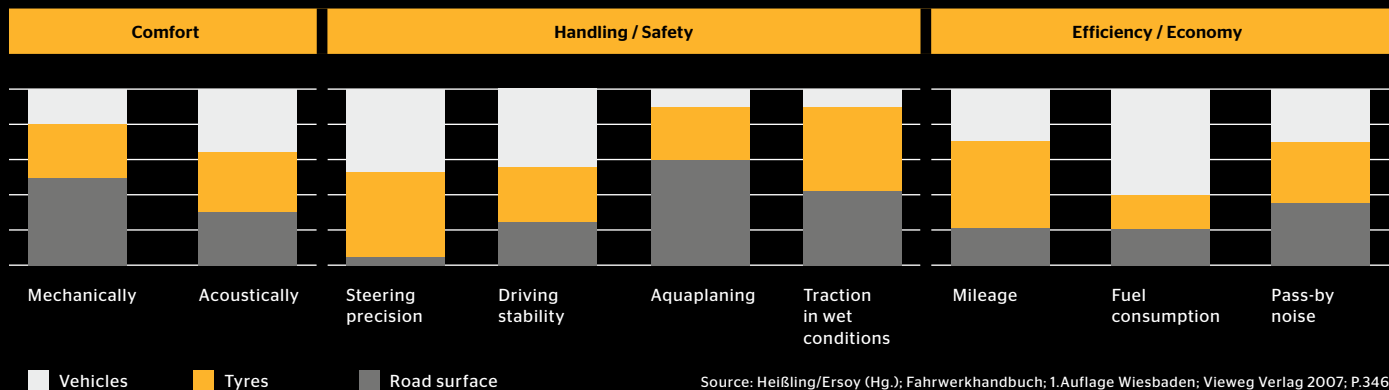 Comfort
Handling / Safety
Efficiency / Economy
Mechanically
Acoustically
Steering
precision
Driving
stability
Aquaplaning
Traction
in wet
conditions
Mileage
Fuel
consumption
Pass-by
noise
Vehicles
Tyres
Road surface
Source: Heißling/Ersoy (Hg.); Fahrwerkhandbuch; 1.Auflage Wiesbaden; Vieweg Verlag 2007; P.346